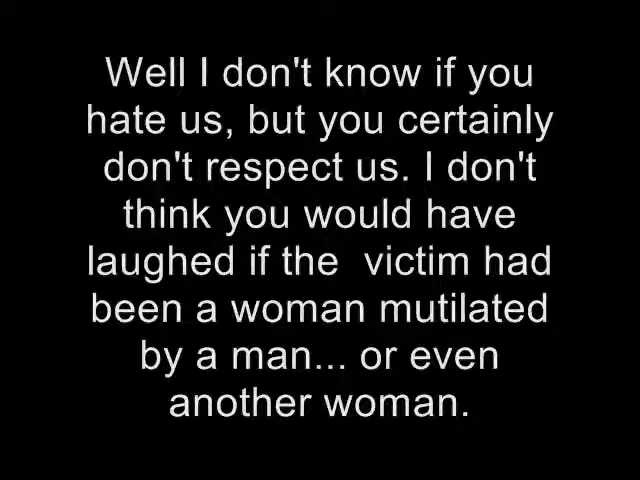 Well I don't know if you
hate us, but you certainly
don't respect us. I don't
think you would have
laughed if the  victim had
been a woman mutilated
by a man... or even
another woman.